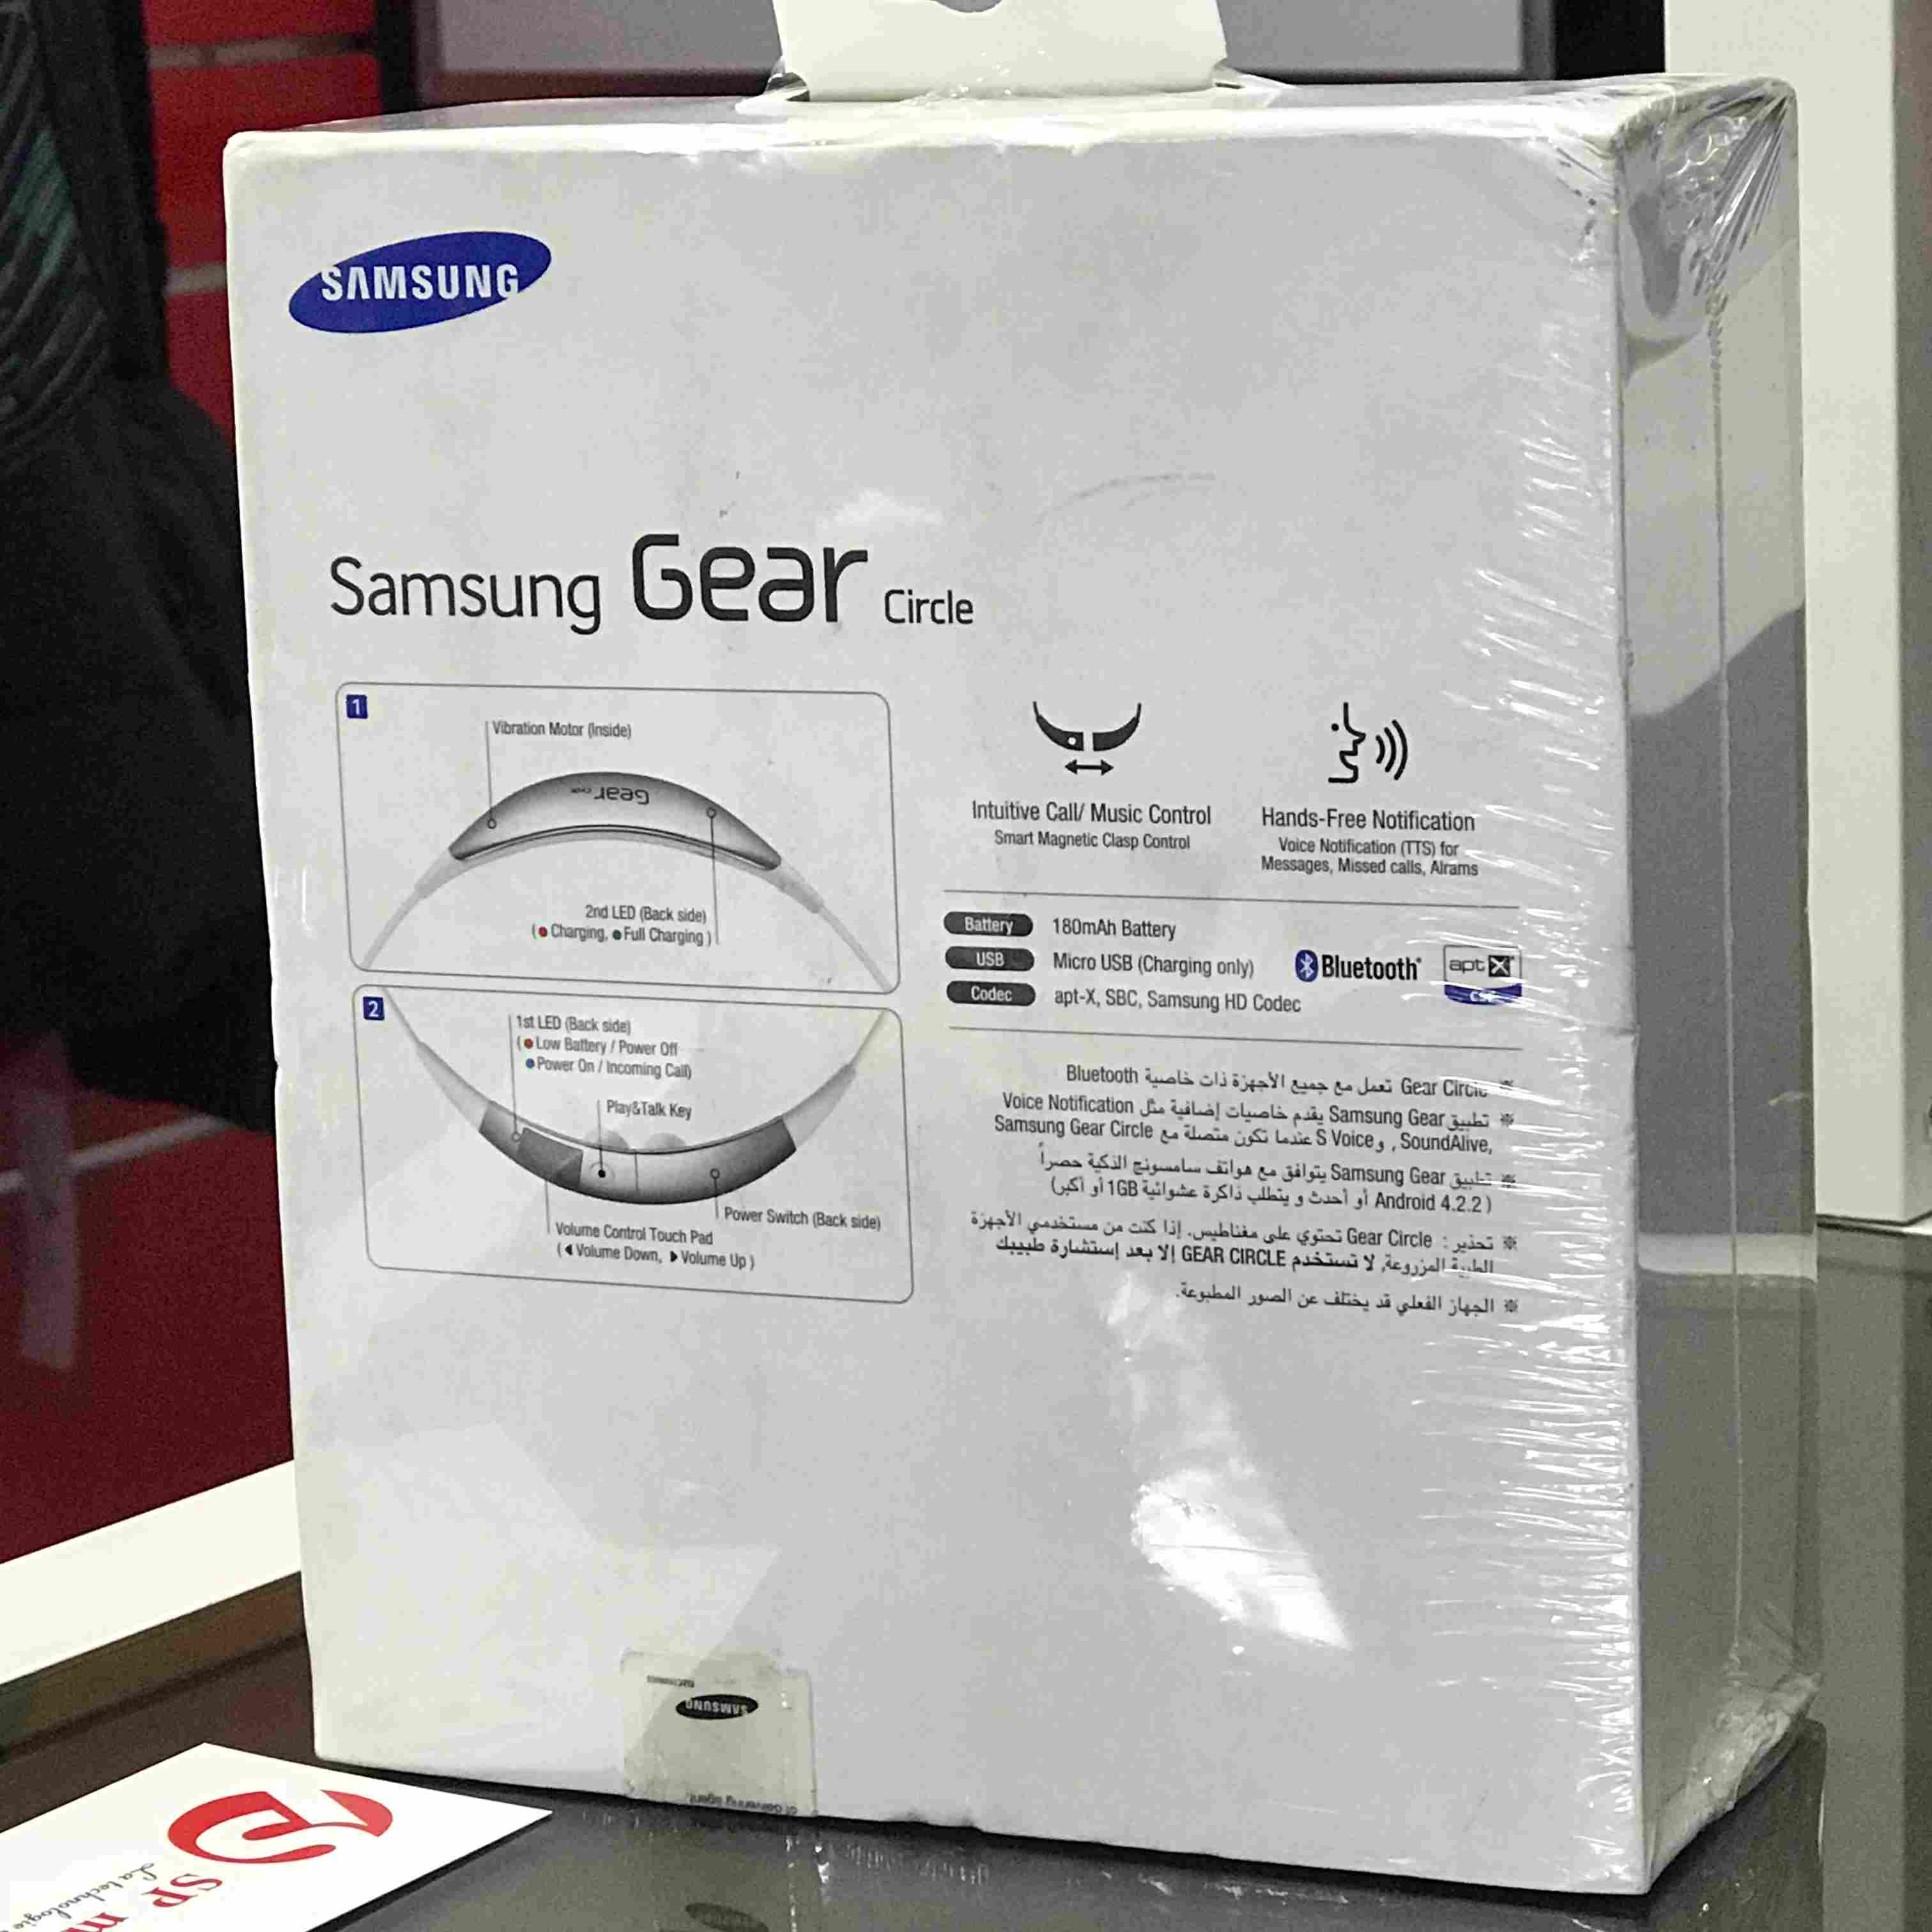 SAMSUNG
Samsung Gear Circle
1
Vibration Motor (Inside)
Gear
2nd LED (Back side)
(● Charging, ● Full Charging )
2
1st LED (Back side)
(● Low Battery / Power Off
● Power On / Incoming Call)
Play&Talk Key
Power Switch (Back side)
Volume Control Touch Pad
(◀ Volume Down, ▶ Volume Up )
Intuitive Call/ Music Control
Smart Magnetic Clasp Control
Hands-Free Notification
Voice Notification (TTS) for
Messages, Missed calls, Alrams
Battery 180mAh Battery
USB Micro USB (Charging only)
Codec apt-X, SBC, Samsung HD Codec
Bluetooth®
aptX
CSR
※ Gear Circle تعمل مع جميع الأجهزة ذات خاصية Bluetooth
※ تطبيق Samsung Gear يقدم خاصيات إضافية مثل Voice Notification
SoundAlive, , و S Voice عندما تكون متصلة مع Samsung Gear Circle
※ تطبيق Samsung Gear يتوافق مع هواتف سامسونج الذكية حصراً
( Android 4.2.2 أو أحدث و يتطلب ذاكرة عشوائية 1GB أو أكبر)
※ تحذير : Gear Circle تحتوي على مغناطيس. إذا كنت من مستخدمي الأجهزة
الطبية المزروعة, لا تستخدم GEAR CIRCLE إلا بعد إستشارة طبيبك
※ الجهاز الفعلي قد يختلف عن الصور المطبوعة.
SAMSUNG
SP
La technologie